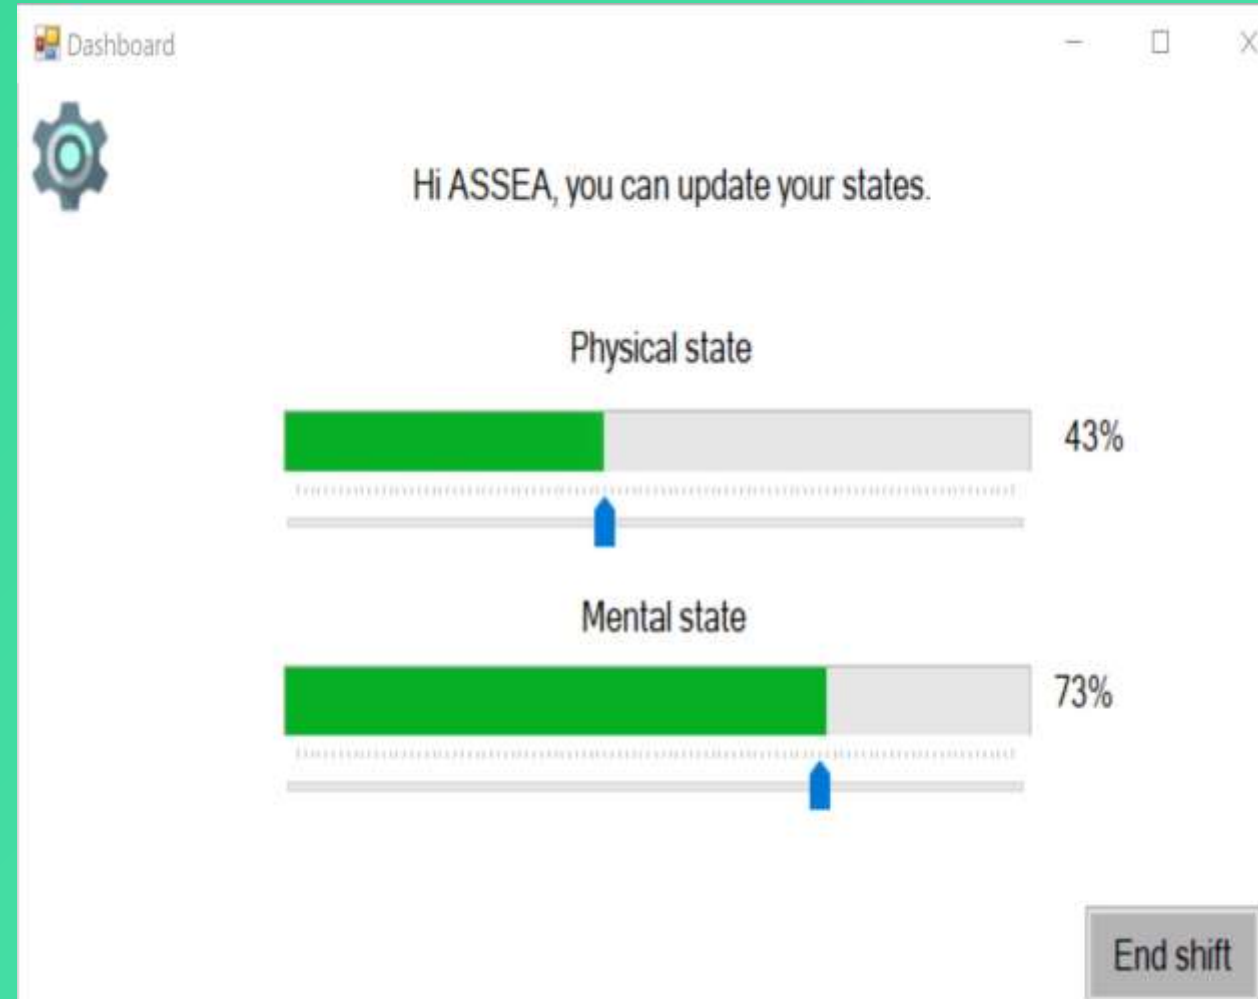 Dashboard
Hi ASSEA, you can update your states.
Physical state
43%
Mental state
73%
End shift